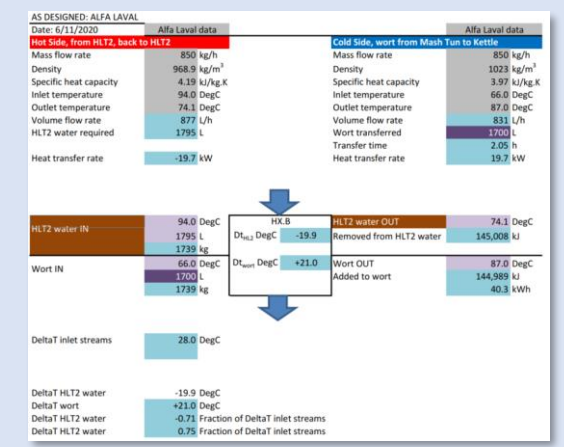 AS DESIGNED: ALFA LAVAL
Date: 6/11/2020 Alfa Laval data Alfa Laval data
Hot Side, from HLT2, back to HLT2 Cold Side, wort from Mash Tun to Kettle
Mass flow rate 850 kg/h Mass flow rate 850 kg/h
Density 968.9 kg/m³ Density 1023 kg/m³
Specific heat capacity 4.19 kJ/kg.K Specific heat capacity 3.97 kJ/kg.K
Inlet temperature 94.0 DegC Inlet temperature 66.0 DegC
Outlet temperature 74.1 DegC Outlet temperature 87.0 DegC
Volume flow rate 877 L/h Volume flow rate 831 L/h
HLT2 water required 1795 L Wort transferred 1700 L
Transfer time 2.05 h
Heat transfer rate -19.7 kW Heat transfer rate 19.7 kW
94.0 DegC HX.B HLT2 water OUT 74.1 DegC
HLT2 water IN 1795 L Dt HL2 DegC -19.9 Removed from HLT2 water 145,008 kJ
1739 kg
Wort IN 66.0 DegC Dt wort DegC +21.0 Wort OUT 87.0 DegC
1700 L Added to wort 144,989 kJ
1739 kg 40.3 kWh
DeltaT inlet streams 28.0 DegC
DeltaT HLT2 water -19.9 DegC
DeltaT wort +21.0 DegC
DeltaT HLT2 water -0.71 Fraction of DeltaT inlet streams
DeltaT HLT2 water 0.75 Fraction of DeltaT inlet streams